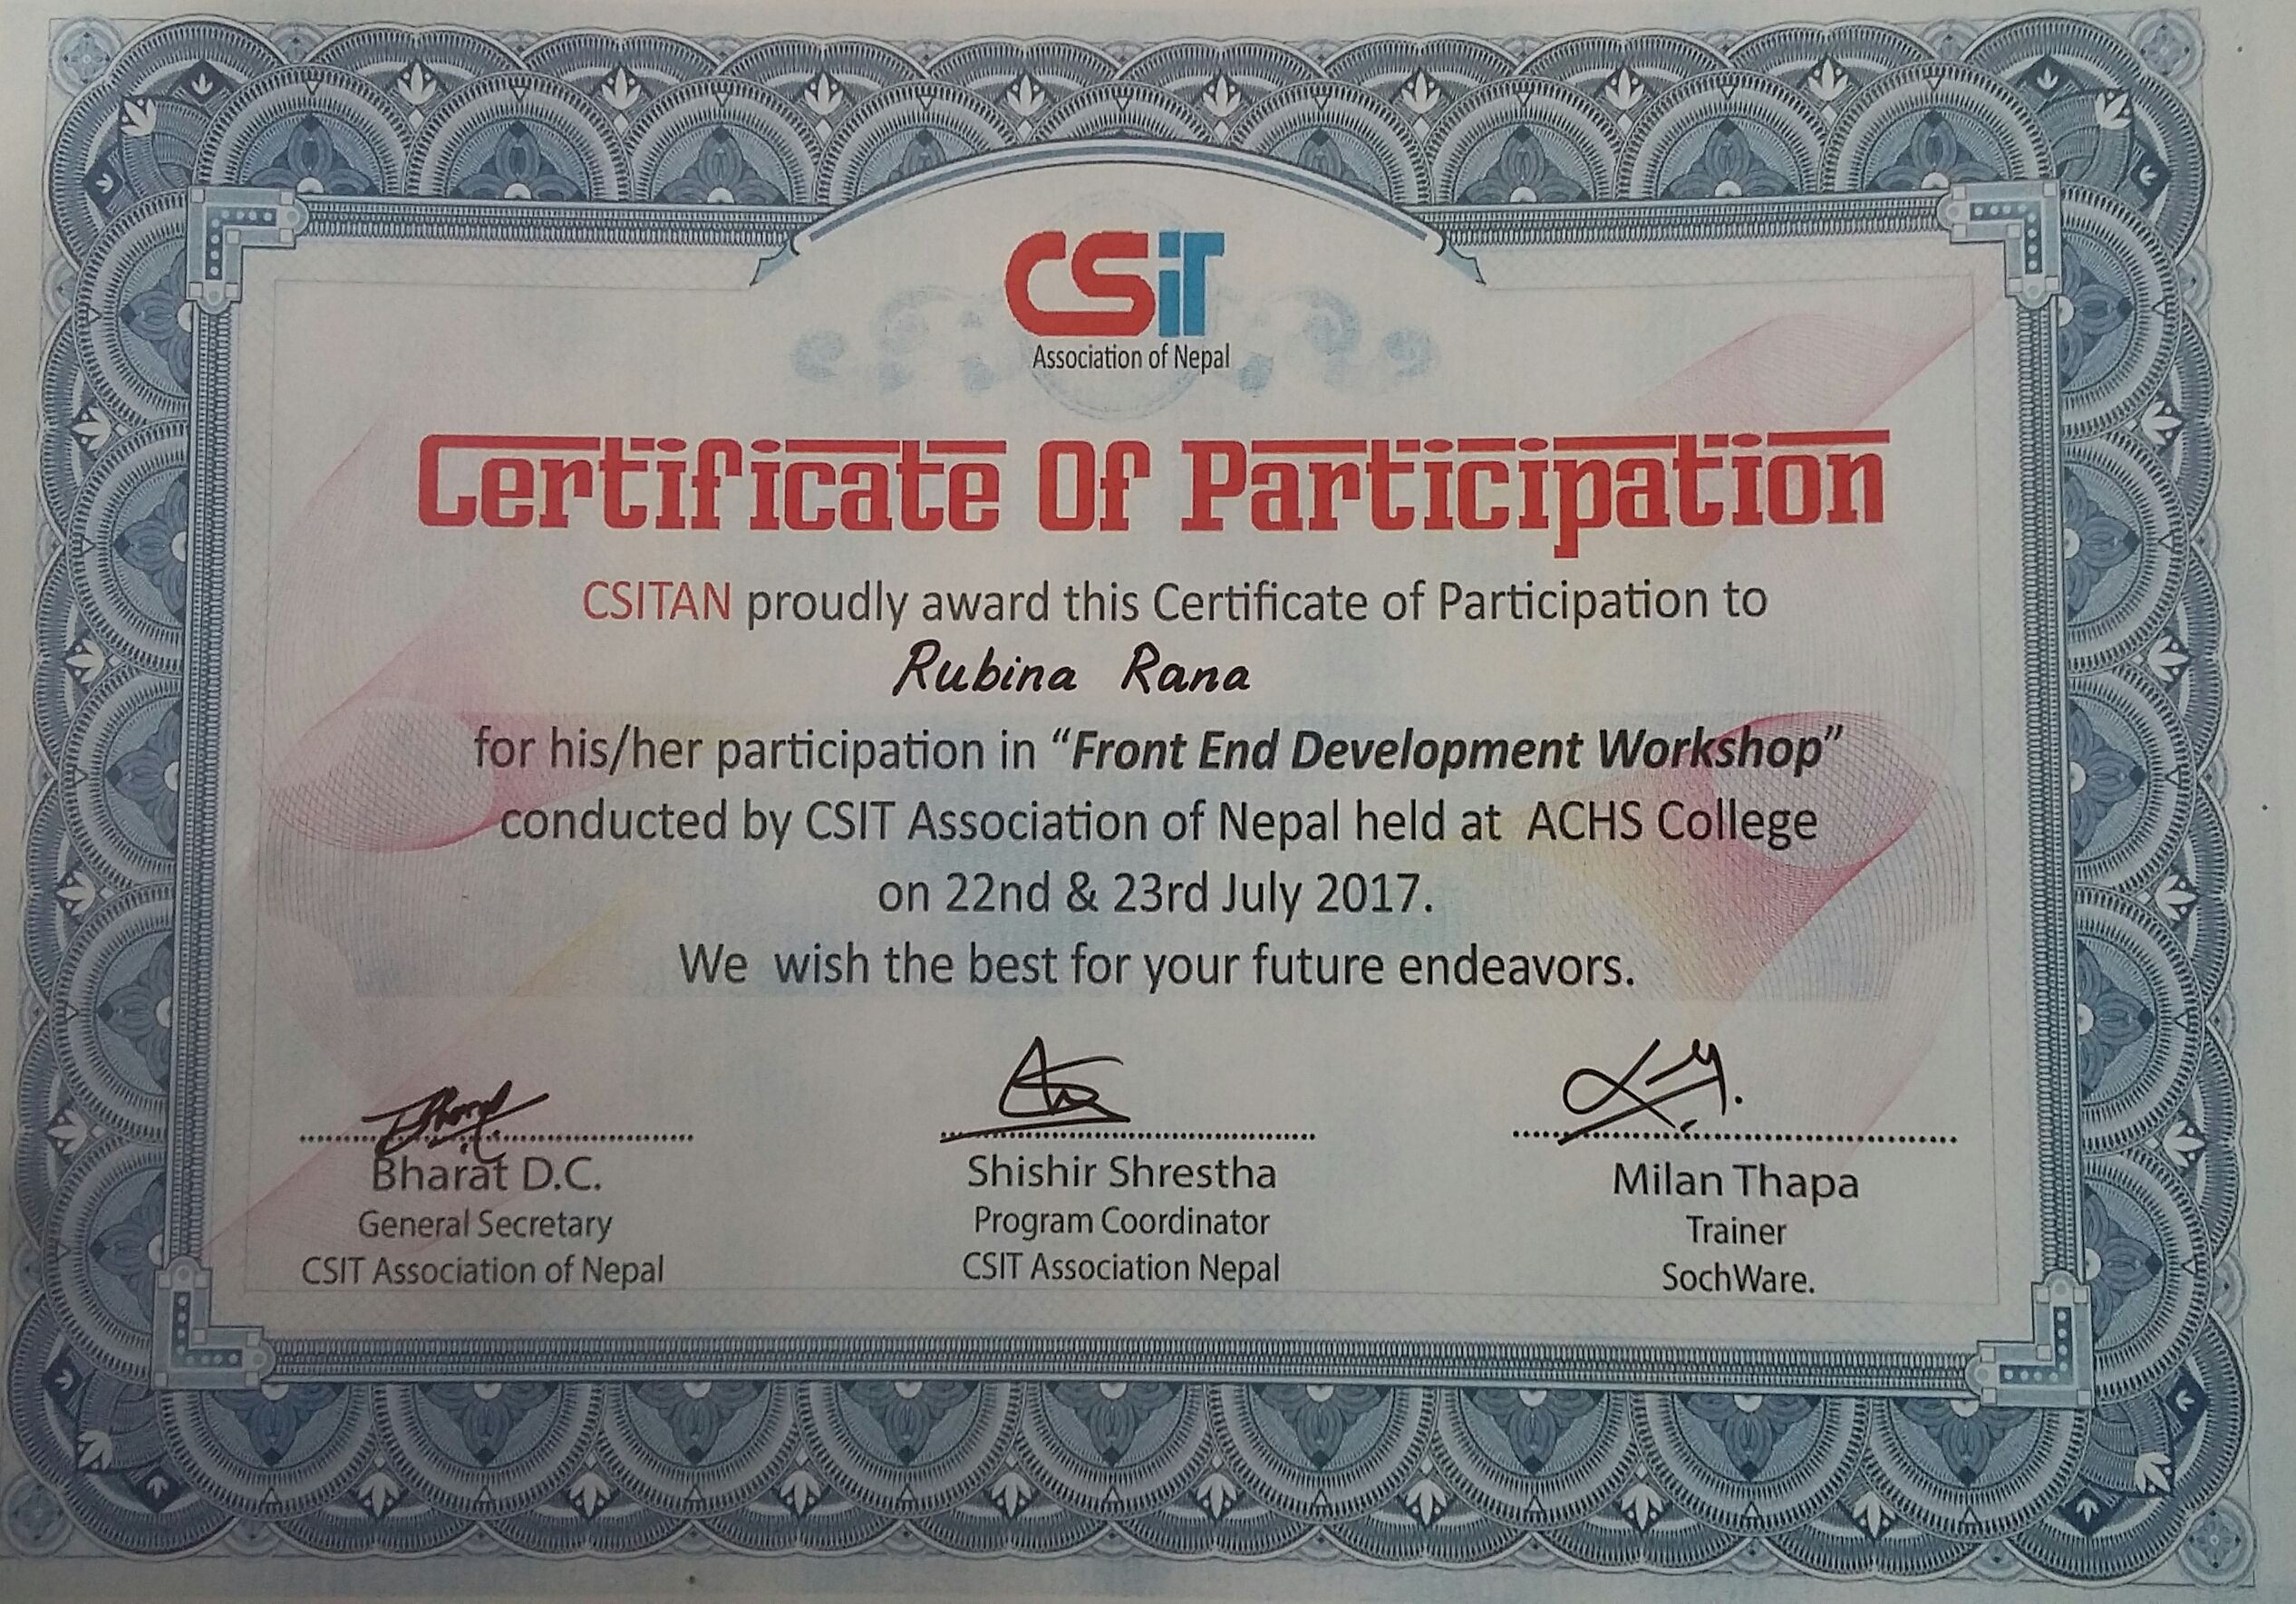 CSiT
Association of Nepal
Certificate Of Participation
CSITAN proudly award this Certificate of Participation to
Rubina Rana
for his/her participation in “Front End Development Workshop”
conducted by CSIT Association of Nepal held at ACHS College
on 22nd & 23rd July 2017.
We wish the best for your future endeavors.
Bharat D.C.
General Secretary
CSIT Association of Nepal
Shishir Shrestha
Program Coordinator
CSIT Association Nepal
Milan Thapa
Trainer
SochWare.